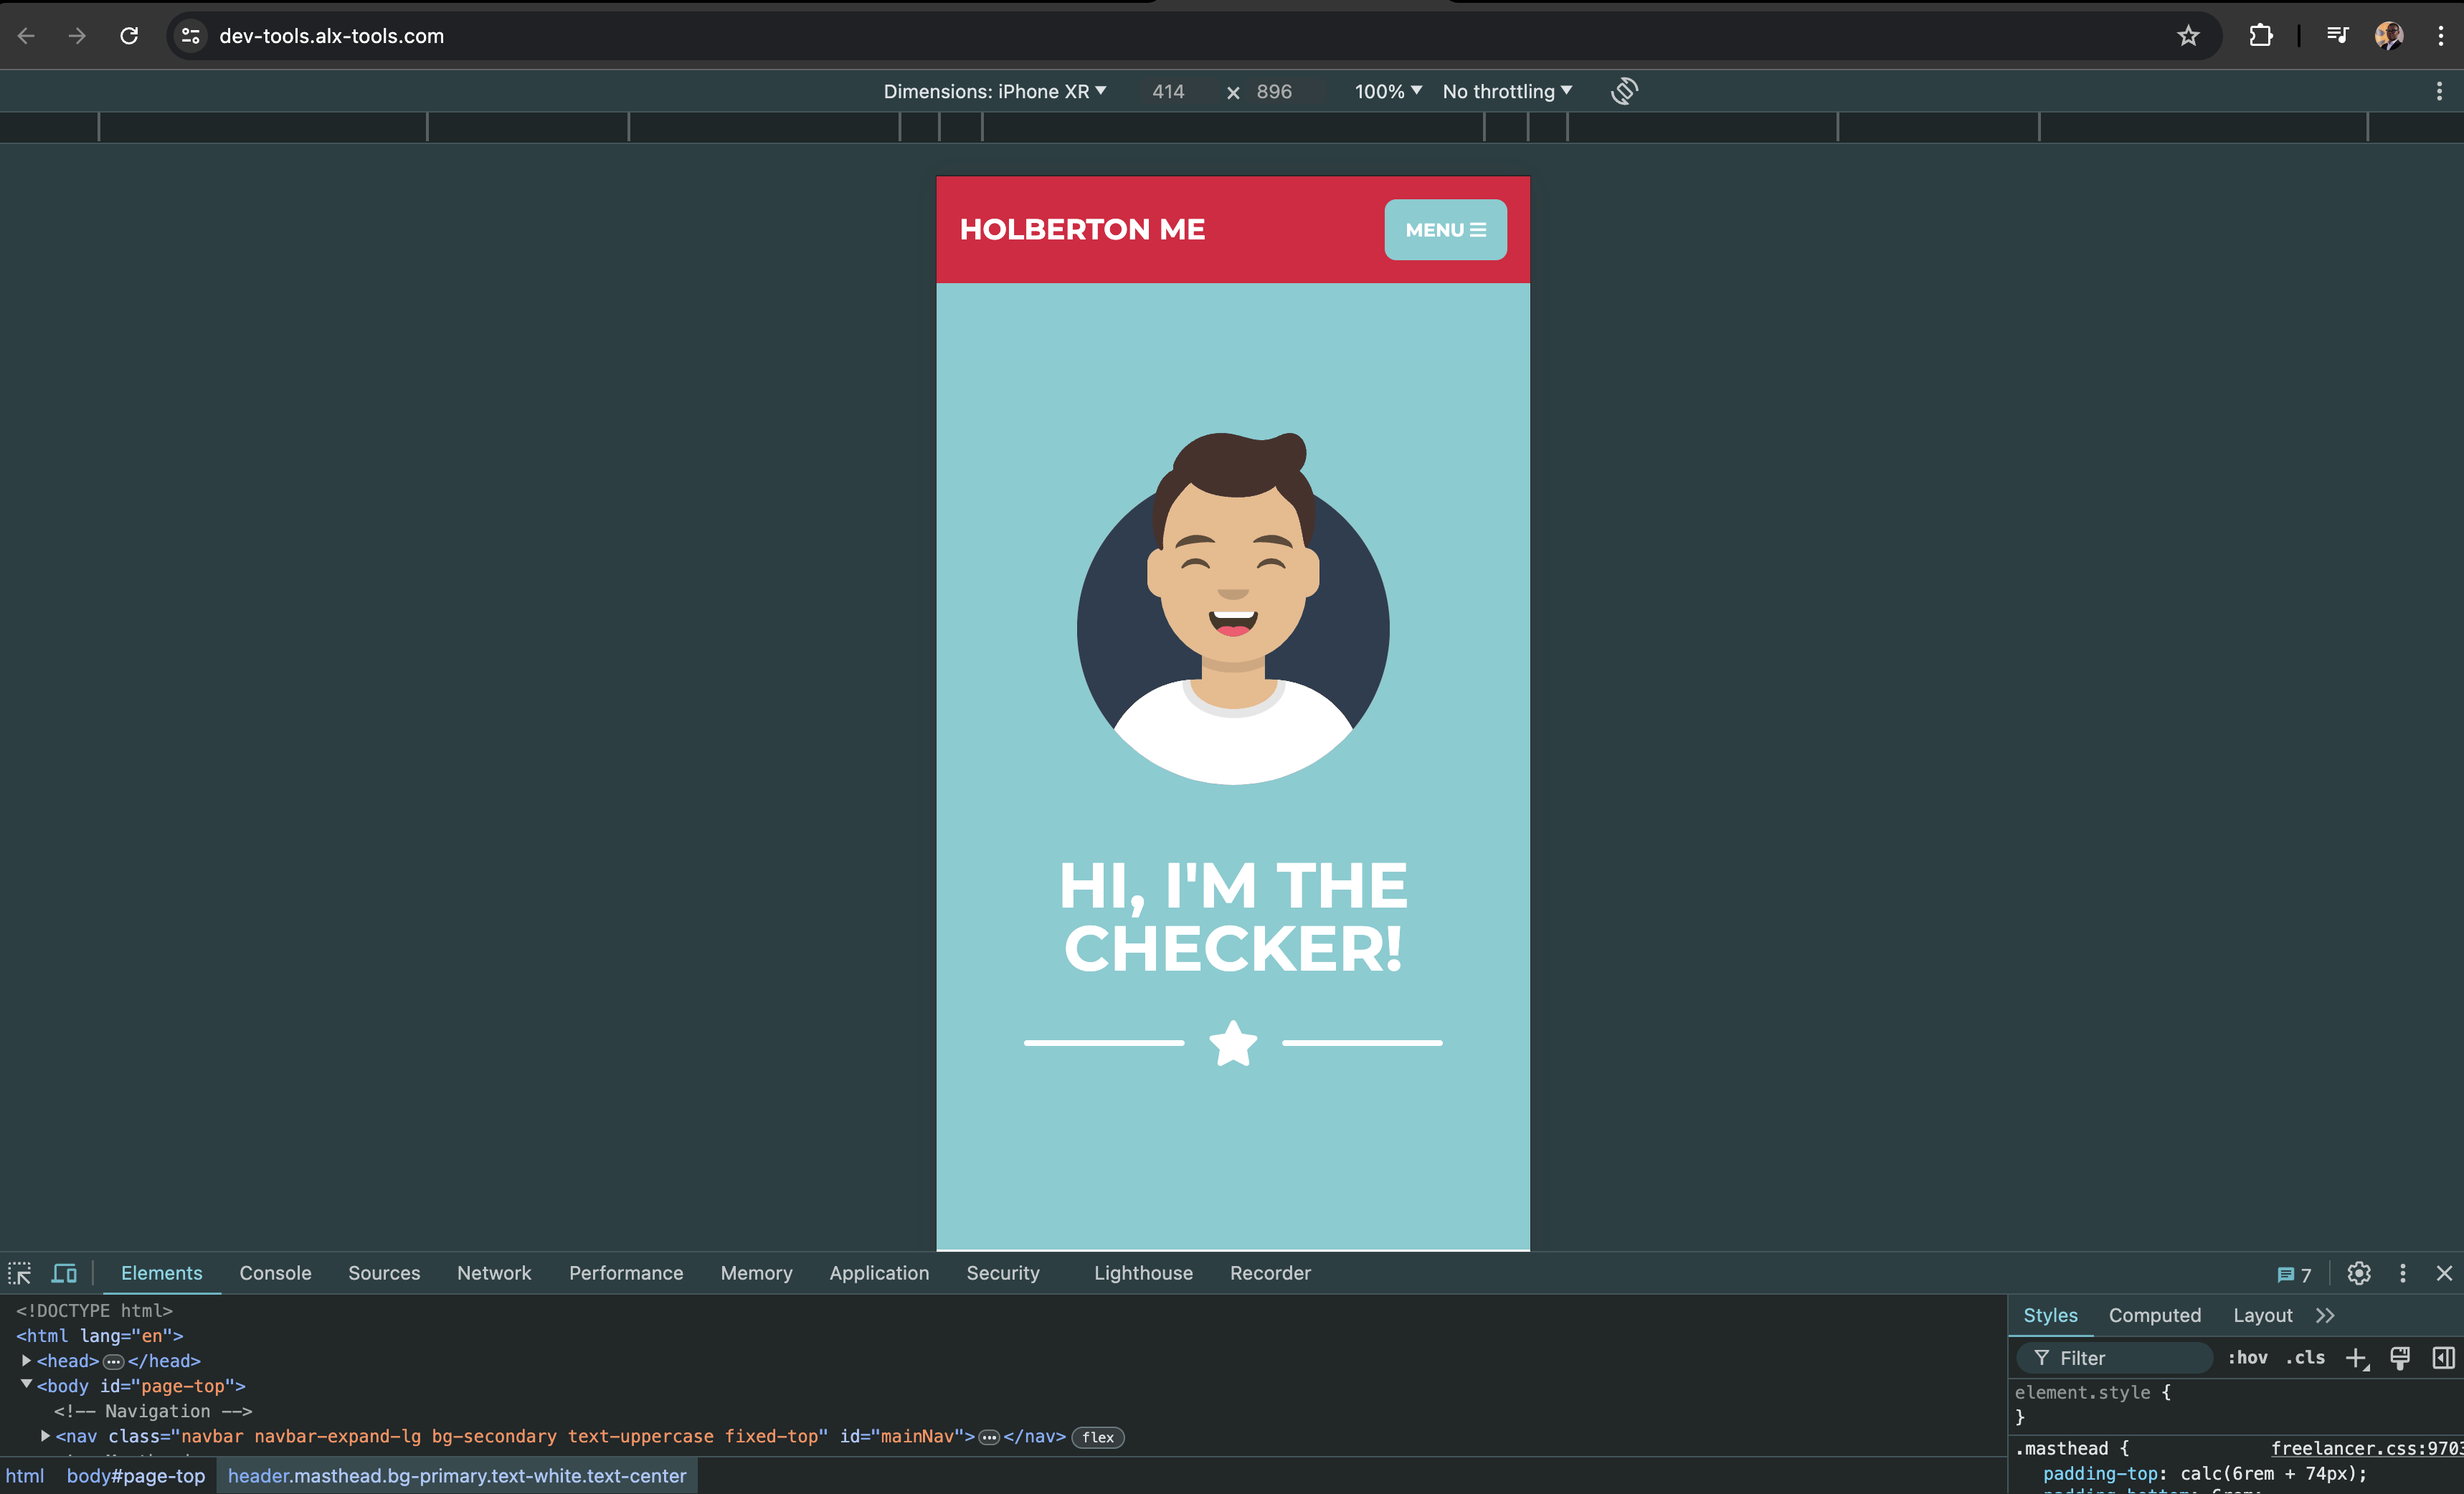 dev-tools.alx-tools.com
Dimensions: iPhone XR 414 × 896 100% No throttling
HOLBERTON ME
MENU
HI, I'M THE
CHECKER!
Elements Console Sources Network Performance Memory Application Security Lighthouse Recorder 7
<!DOCTYPE html>
<html lang="en">
<head>…</head>
<body id="page-top">
<!-- Navigation -->
<nav class="navbar navbar-expand-lg bg-secondary text-uppercase fixed-top" id="mainNav">…</nav> flex
html body#page-top header.masthead.bg-primary.text-white.text-center
Styles Computed Layout
Filter :hov .cls
element.style {
}
.masthead { freelancer.css:9703
padding-top: calc(6rem + 74px);